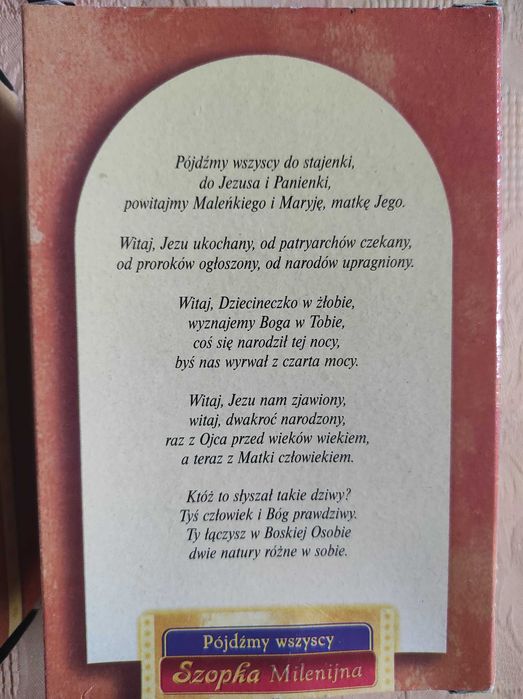 Pójdźmy wszyscy do stajenki,
do Jezusa i Panienki,
powitajmy Maleńkiego i Maryję, matkę Jego.
Witaj, Jezu ukochany, od patryarchów czekany,
od proroków ogłoszony, od narodów upragniony.
Witaj, Dziecineczko w żłobie,
wyznajemy Boga w Tobie,
coś się narodził tej nocy,
byś nas wyrwał z czarta mocy.
Witaj, Jezu nam zjawiony,
witaj, dwakroć narodzony,
raz z Ojca przed wieków wiekiem,
a teraz z Matki człowiekiem.
Któż to słyszał takie dziwy?
Tyś człowiek i Bóg prawdziwy.
Ty łączysz w Boskiej Osobie
dwie natury różne w sobie.
Pójdźmy wszyscy
Szopka Milenijna